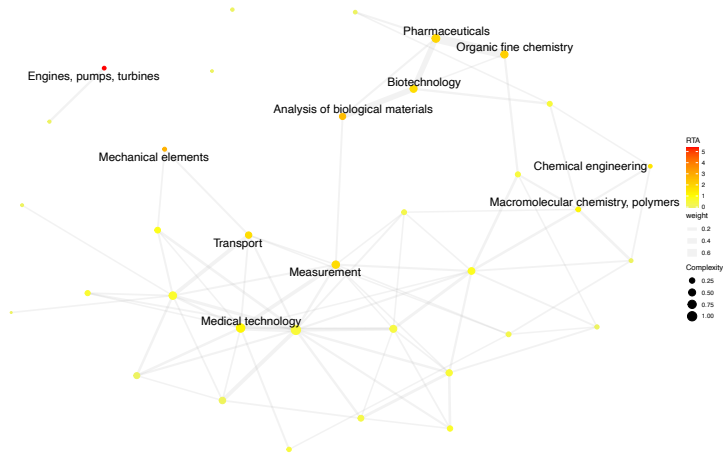 Pharmaceuticals
Organic fine chemistry
Engines, pumps, turbines
Biotechnology
Analysis of biological materials
Mechanical elements
Chemical engineering
Macromolecular chemistry, polymers
Transport
Measurement
Medical technology
RTA
5
4
3
2
1
0
weight
0.2
0.4
0.6
Complexity
0.25
0.50
0.75
1.00